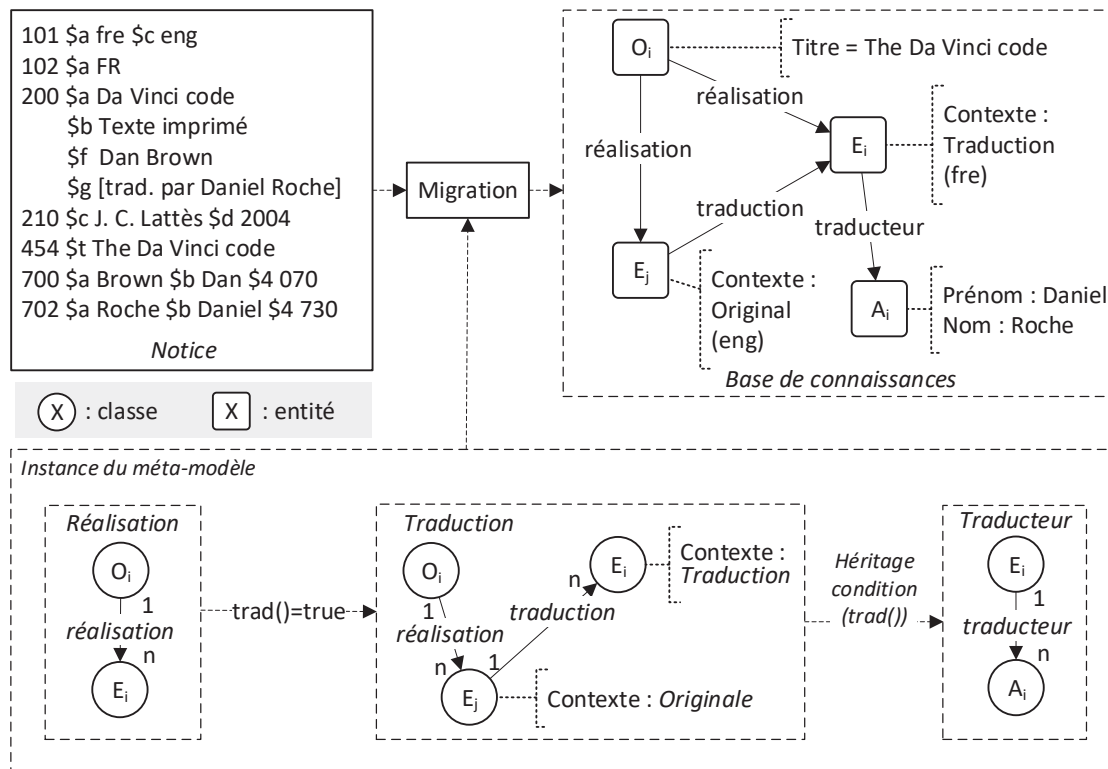 101 $a fre $c eng
102 $a FR
200 $a Da Vinci code
$b Texte imprimé
$f Dan Brown
$g [trad. par Daniel Roche]
210 $c J. C. Lattès $d 2004
454 $t The Da Vinci code
700 $a Brown $b Dan $4 070
702 $a Roche $b Daniel $4 730
Notice
Migration
Oi
Titre = The Da Vinci code
réalisation
réalisation
Ei
Contexte :
Traduction
(fre)
traduction
traducteur
Ej
Contexte :
Original
(eng)
Ai
Prénom : Daniel
Nom : Roche
Base de connaissances
X : classe
X : entité
Instance du méta-modèle
Réalisation
Oi
1
réalisation
n
Ei
trad()=true
Traduction
Oi
1
réalisation
n
Ej
1
traduction
n
Ei
Contexte :
Traduction
Contexte : Originale
Héritage
condition
(trad())
Traducteur
Ei
1
traducteur
n
Ai